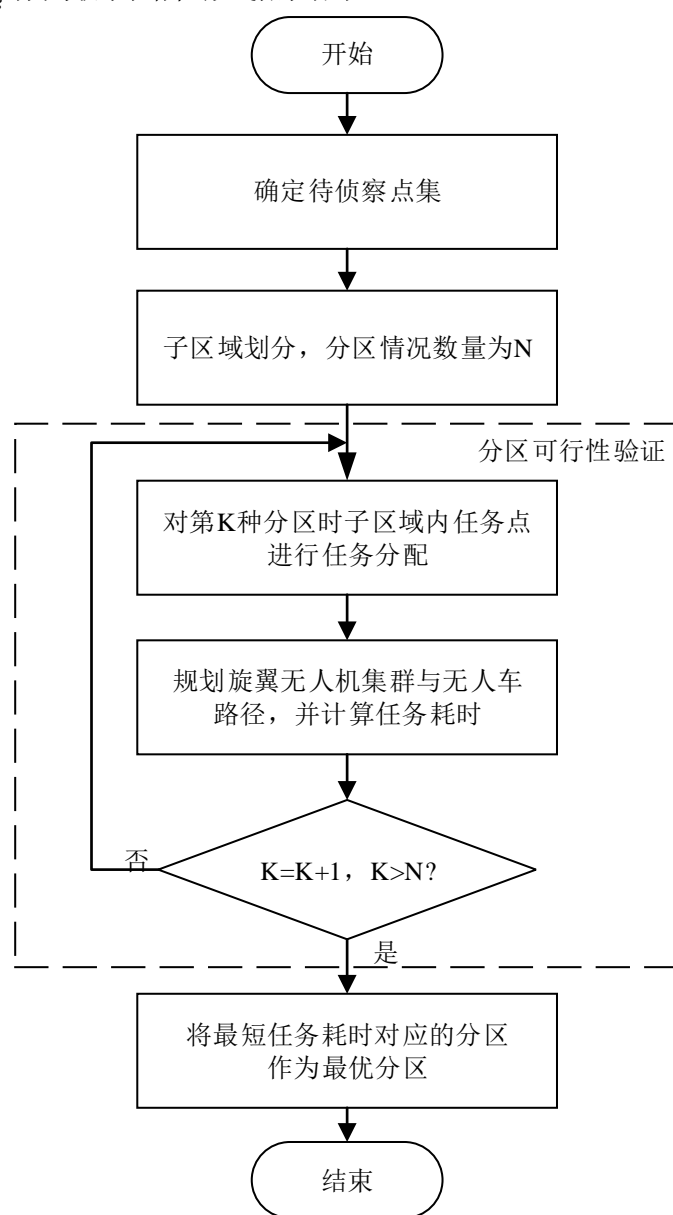 开始
确定待侦察点集
子区域划分，分区情况数量为N
分区可行性验证
对第K种分区时子区域内任务点
进行任务分配
规划旋翼无人机集群与无人车
路径，并计算任务耗时
否
K=K+1，K>N?
是
将最短任务耗时对应的分区
作为最优分区
结束